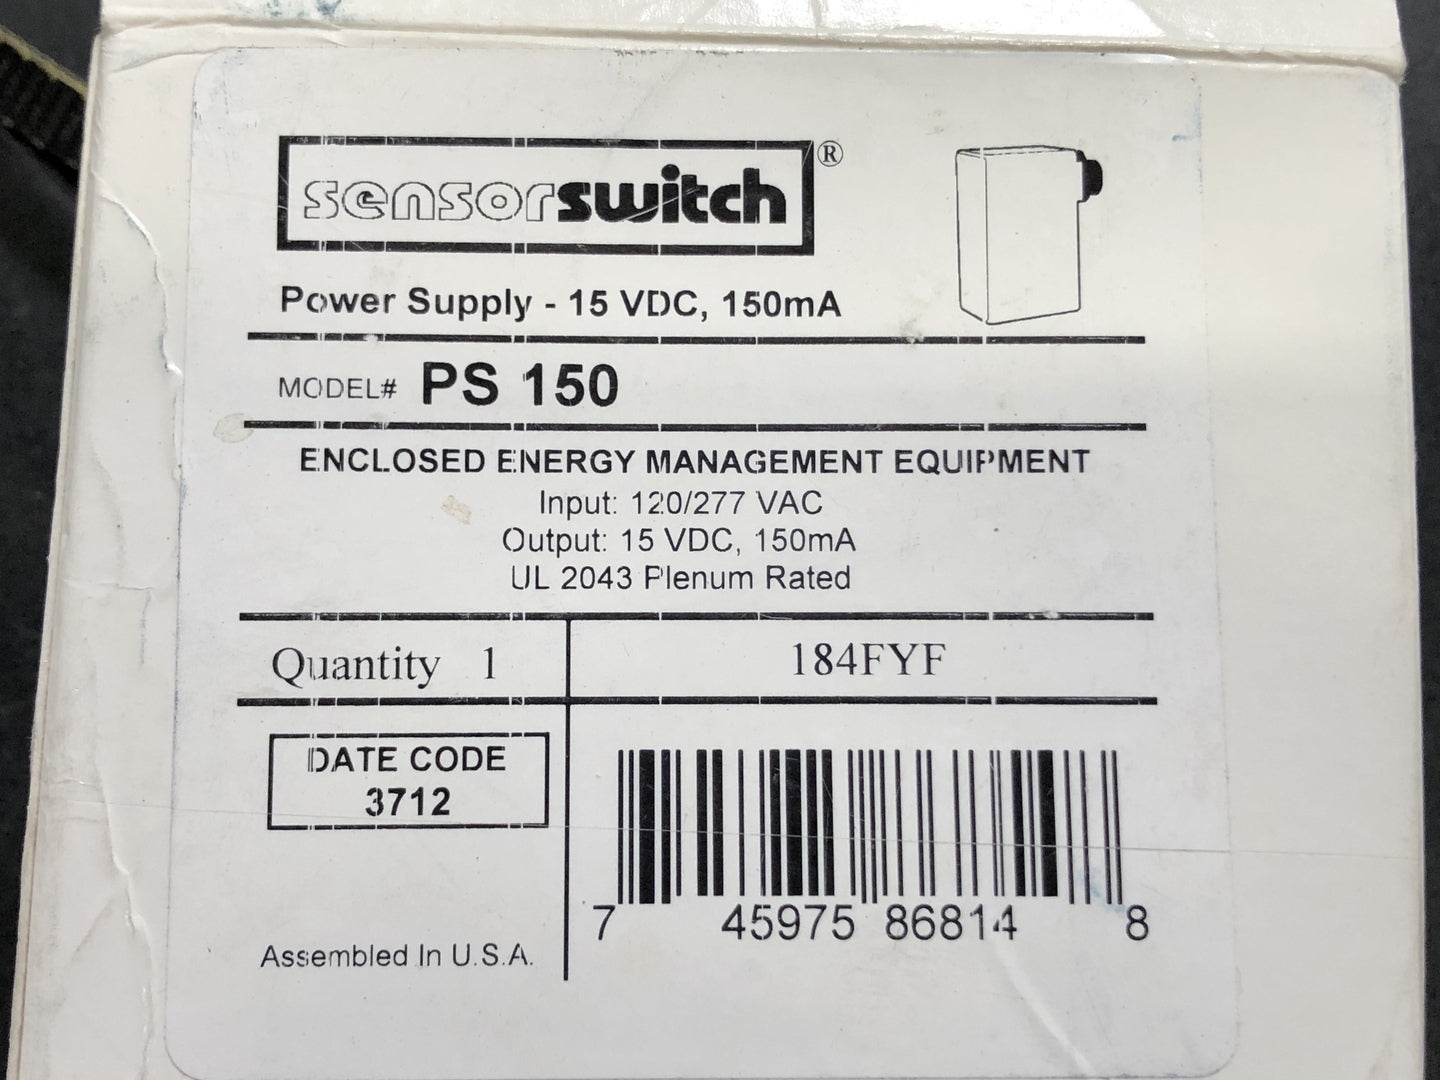 sensorswitch®
Power Supply - 15 VDC, 150mA
MODEL# PS 150
ENCLOSED ENERGY MANAGEMENT EQUIPMENT
Input: 120/277 VAC
Output: 15 VDC, 150mA
UL 2043 Plenum Rated
Quantity 1
184FYF
DATE CODE
3712
7 45975 86814 8
Assembled In U.S.A.